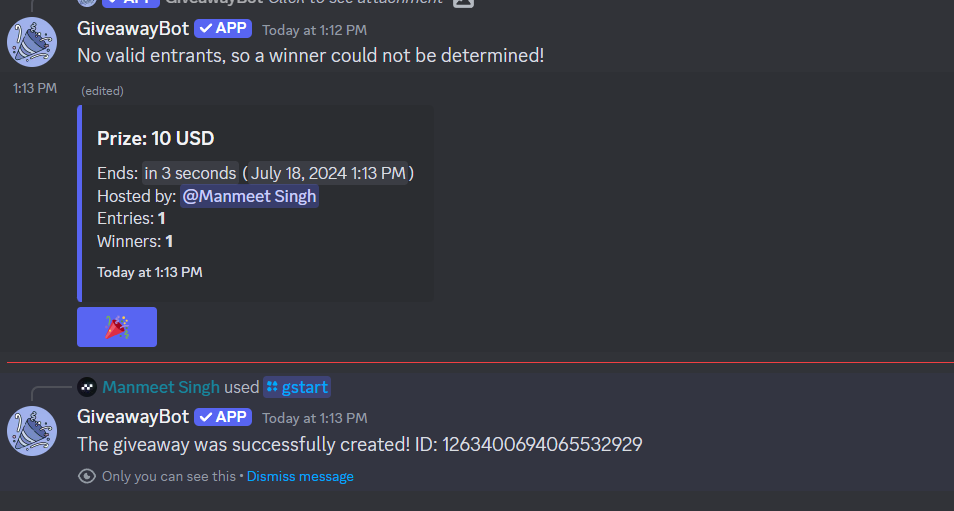 APP GiveawayBot Click to see attachment
GiveawayBot APP Today at 1:12 PM
No valid entrants, so a winner could not be determined!
1:13 PM (edited)
Prize: 10 USD
Ends: in 3 seconds (July 18, 2024 1:13 PM)
Hosted by: @Manmeet Singh
Entries: 1
Winners: 1
Today at 1:13 PM
Manmeet Singh used gstart
GiveawayBot APP Today at 1:13 PM
The giveaway was successfully created! ID: 1263400694065532929
Only you can see this • Dismiss message